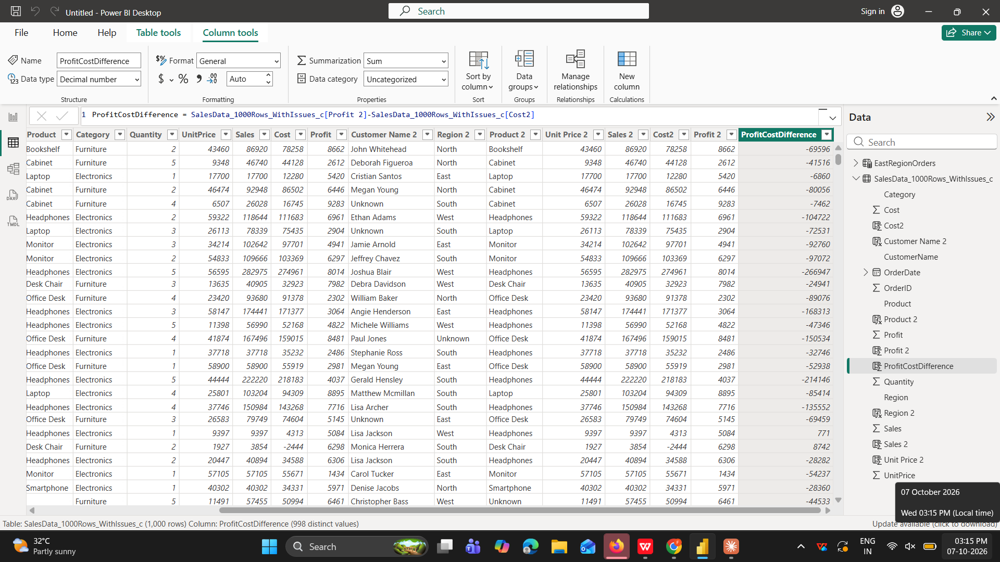 Untitled - Power BI Desktop
Search
Sign in
File Home Help Table tools Column tools
Share
Name ProfitCostDifference
Format General
Summarization Sum
Data type Decimal number
$ % Auto
Data category Uncategorized
Sort by column
Data groups
Manage relationships
New column
Structure Formatting Properties Sort Groups Relationships Calculations
1 ProfitCostDifference = SalesData_1000Rows_WithIssues_c[Profit 2]-SalesData_1000Rows_WithIssues_c[Cost2]
Product Category Quantity UnitPrice Sales Cost Profit Customer Name 2 Region 2 Product 2 Unit Price 2 Sales 2 Cost2 Profit 2 ProfitCostDifference
Bookshelf Furniture 2 43460 86920 78258 8662 John Whitehead North Bookshelf 43460 86920 78258 8662 -69596
Cabinet Furniture 5 9348 46740 44128 2612 Deborah Figueroa North Cabinet 9348 46740 44128 2612 -41516
Laptop Electronics 1 17700 17700 12280 5420 Cristian Santos East Laptop 17700 17700 12280 5420 -6860
Cabinet Furniture 2 46474 92948 86502 6446 Megan Young North Cabinet 46474 92948 86502 6446 -80056
Cabinet Furniture 4 6507 26028 16745 9283 Unknown South Cabinet 6507 26028 16745 9283 -7462
Headphones Electronics 2 59322 118644 111683 6961 Ethan Adams West Headphones 59322 118644 111683 6961 -104722
Laptop Electronics 3 26113 78339 75435 2904 Unknown South Laptop 26113 78339 75435 2904 -72531
Monitor Electronics 3 34214 102642 97701 4941 Jamie Arnold East Monitor 34214 102642 97701 4941 -92760
Monitor Electronics 2 54833 109666 103369 6297 Jeffrey Chavez South Monitor 54833 109666 103369 6297 -97072
Headphones Electronics 5 56595 282975 274961 8014 Joshua Blair West Headphones 56595 282975 274961 8014 -266947
Desk Chair Furniture 3 13635 40905 32923 7982 Debra Davidson West Desk Chair 13635 40905 32923 7982 -24941
Office Desk Furniture 4 23420 93680 91378 2302 William Baker North Office Desk 23420 93680 91378 2302 -89076
Headphones Electronics 3 58147 174441 171377 3064 Angie Henderson East Headphones 58147 174441 171377 3064 -168313
Headphones Electronics 5 11398 56990 52168 4822 Michele Williams West Headphones 11398 56990 52168 4822 -47346
Office Desk Furniture 4 41874 167496 159015 8481 Paul Jones Unknown Office Desk 41874 167496 159015 8481 -150534
Headphones Electronics 1 37718 37718 35232 2486 Stephanie Ross South Headphones 37718 37718 35232 2486 -32746
Office Desk Furniture 1 58900 58900 55919 2981 Megan Young East Office Desk 58900 58900 55919 2981 -52938
Headphones Electronics 5 44444 222220 218183 4037 Gerald Hensley South Headphones 44444 222220 218183 4037 -214146
Laptop Electronics 4 25801 103204 94309 8895 Matthew Mcmillan South Laptop 25801 103204 94309 8895 -85414
Headphones Electronics 4 37746 150984 143268 7716 Lisa Archer South Headphones 37746 150984 143268 7716 -135552
Office Desk Furniture 3 26583 79749 74604 5145 Unknown East Office Desk 26583 79749 74604 5145 -69459
Headphones Electronics 1 9397 9397 4313 5084 Lisa Jackson West Headphones 9397 9397 4313 5084 771
Desk Chair Furniture 2 1927 3854 -2444 6298 Monica Herrera South Desk Chair 1927 3854 -2444 6298 8742
Headphones Electronics 2 20447 40894 34588 6306 Lisa Jackson South Headphones 20447 40894 34588 6306 -28282
Monitor Electronics 1 57105 57105 55671 1434 Carol Tucker East Monitor 57105 57105 55671 1434 -54237
Smartphone Electronics 1 40302 40302 34331 5971 Denise Jacobs North Smartphone 40302 40302 34331 5971 -28360
Furniture 5 11491 57455 50994 6461 Christopher Bass West Unknown 11491 57455 50994 6461 -44533
Data
Search
EastRegionOrders
SalesData_1000Rows_WithIssues_c
Category
Cost
Cost2
Customer Name 2
CustomerName
OrderDate
OrderID
Product
Product 2
Profit
Profit 2
ProfitCostDifference
Quantity
Region
Region 2
Sales
Sales 2
Unit Price 2
UnitPrice
07 October 2026
Wed 03:15 PM (Local time)
Table: SalesData_1000Rows_WithIssues_c (1,000 rows) Column: ProfitCostDifference (998 distinct values)
Update available (click to download)
32°C
Partly sunny
Search
ENG
IN
03:15 PM
07-10-2026